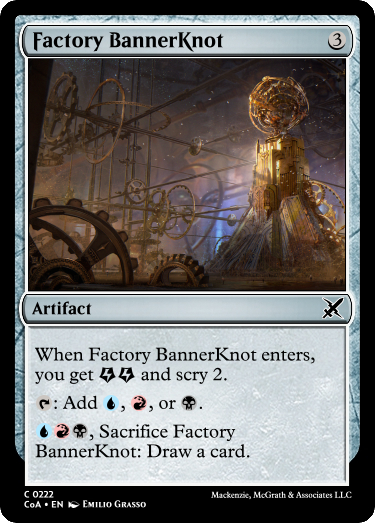 Factory BannerKnot 3
Artifact
When Factory BannerKnot enters,
you get and scry 2.
: Add , , or .
, Sacrifice Factory
BannerKnot: Draw a card.
C 0222
CoA • EN Emilio Grasso
Mackenzie, McGrath & Associates LLC